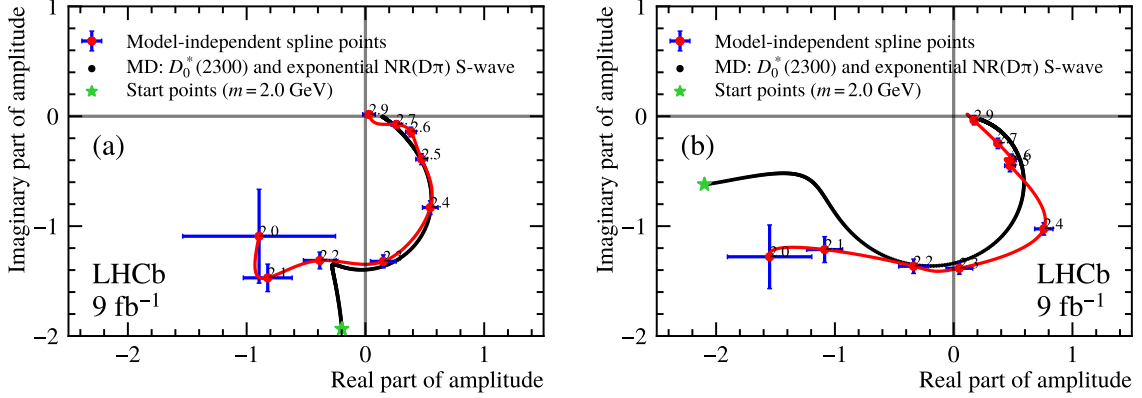 (a)
Model-independent spline points
MD: D₀*(2300) and exponential NR(Dπ) S-wave
Start points (m = 2.0 GeV)
Imaginary part of amplitude
1
0
−1
−2
2.9
2.7
2.6
2.5
2.4
2.2
2.1
2.0
LHCb
9 fb⁻¹
−2
−1
0
1
Real part of amplitude
(b)
Model-independent spline points
MD: D₀*(2300) and exponential NR(Dπ) S-wave
Start points (m = 2.0 GeV)
Imaginary part of amplitude
1
0
−1
−2
2.9
2.7
2.4
2.3
2.2
2.1
2.0
LHCb
9 fb⁻¹
−2
−1
0
1
Real part of amplitude